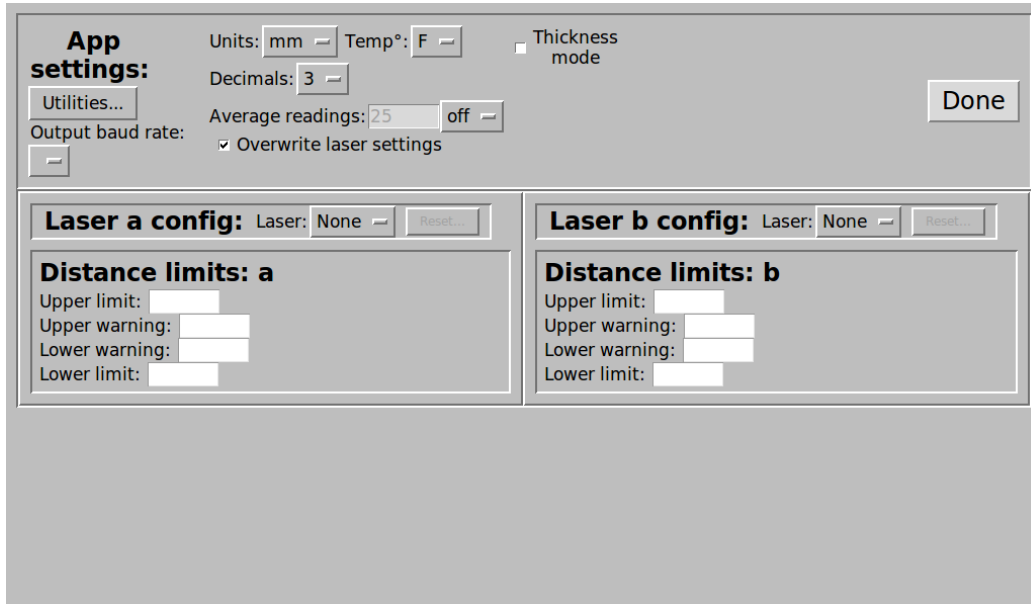 App settings:
Utilities...
Output baud rate:
Units: mm Temp°: F
Decimals: 3
Average readings: 25 off
Overwrite laser settings
Thickness
mode
Done
Laser a config: Laser: None Reset...
Distance limits: a
Upper limit:
Upper warning:
Lower warning:
Lower limit:
Laser b config: Laser: None Reset...
Distance limits: b
Upper limit:
Upper warning:
Lower warning:
Lower limit: